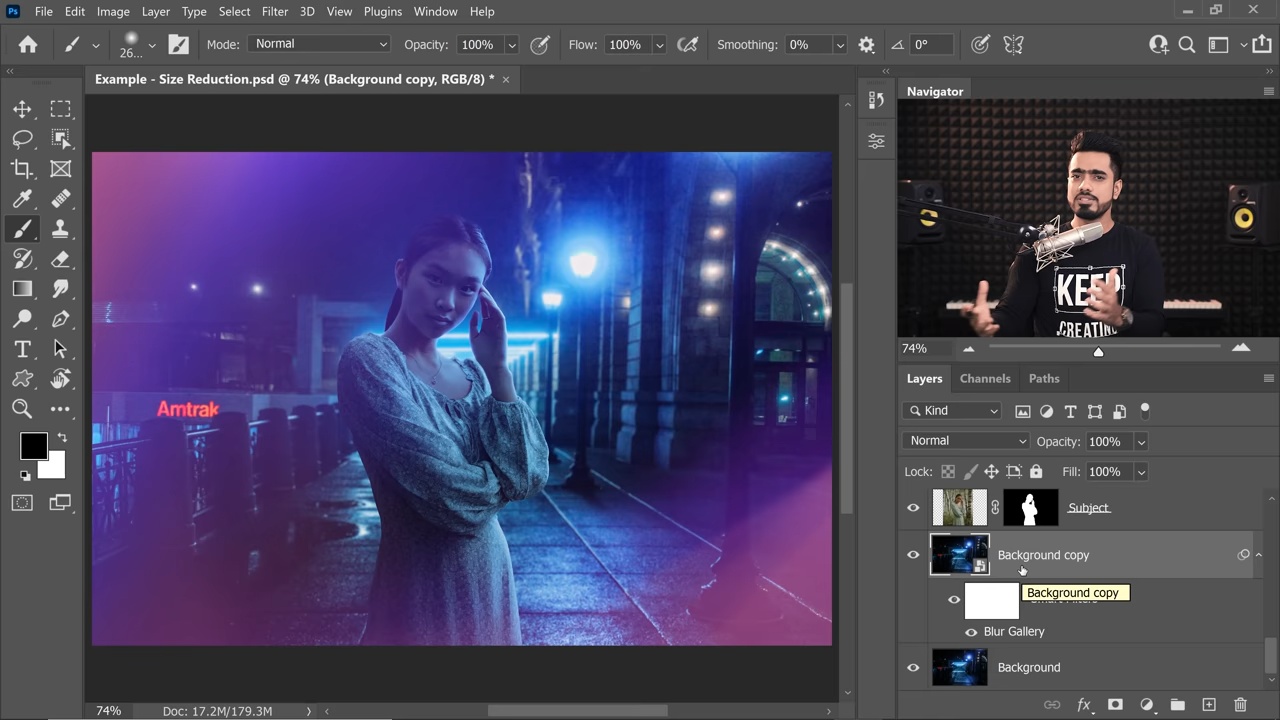 Ps File Edit Image Layer Type Select Filter 3D View Plugins Window Help
26... Mode: Normal Opacity: 100% Flow: 100% Smoothing: 0% 0°
Example - Size Reduction.psd @ 74% (Background copy, RGB/8) *
Navigator
KEEP
CREATING
Amtrak
74%
Layers Channels Paths
Kind
Normal Opacity: 100%
Lock: Fill: 100%
Subject
Background copy
Background copy
Blur Gallery
Background
74% Doc: 17.2M/179.3M